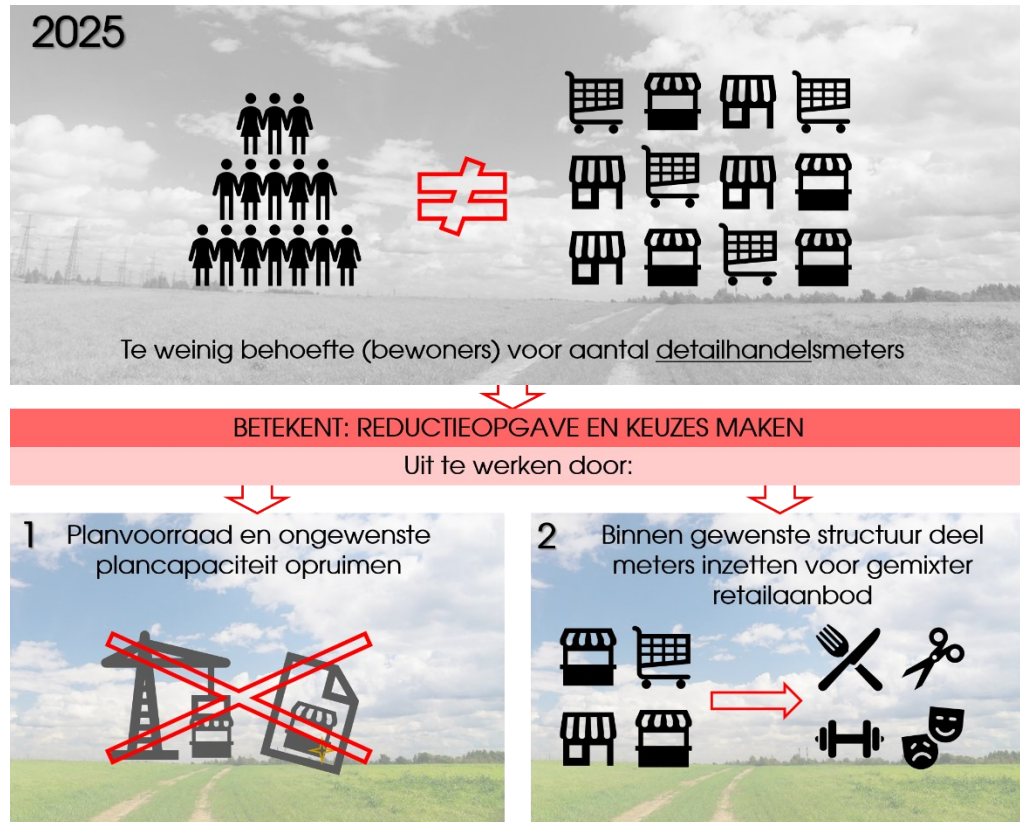 2025
Te weinig behoefte (bewoners) voor aantal detailhandelsmeters
BETEKENT: REDUCTIEOPGAVE EN KEUZES MAKEN
Uit te werken door:
1 Planvoorraad en ongewenste
plancapaciteit opruimen
2 Binnen gewenste structuur deel
meters inzetten voor gemixter
retailaanbod